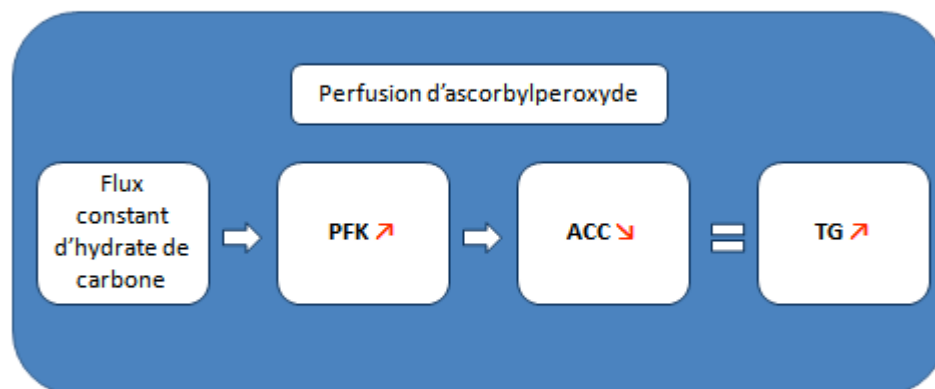 Perfusion d'ascorbylperoxyde
Flux
constant
d'hydrate de
carbone
PFK ↗
ACC ↘
TG ↗